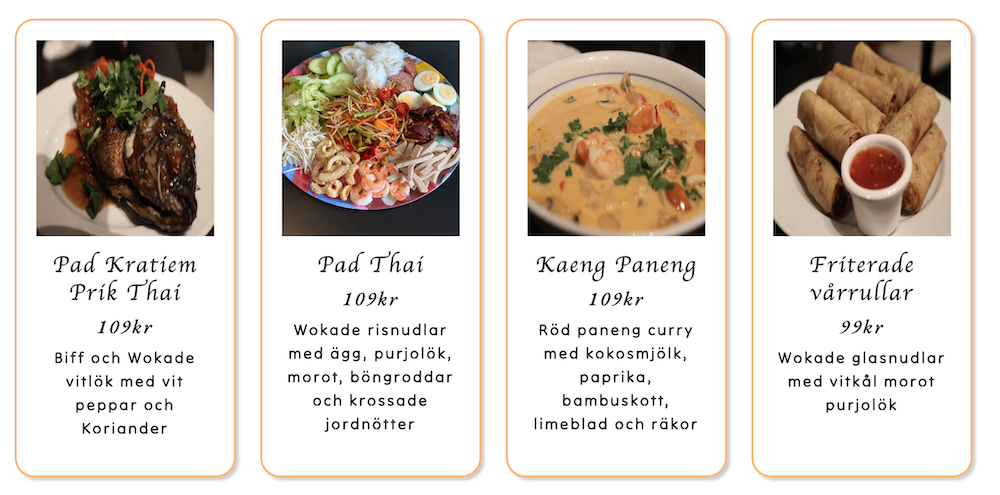 Pad Kratiem
Prik Thai
109kr
Biff och Wokade
vitlök med vit
peppar och
Koriander
Pad Thai
109kr
Wokade risnudlar
med ägg, purjolök,
morot, böngroddar
och krossade
jordnötter
Kaeng Paneng
109kr
Röd paneng curry
med kokosmjölk,
paprika,
bambuskott,
limeblad och räkor
Friterade
vårrullar
99kr
Wokade glasnudlar
med vitkål morot
purjolök